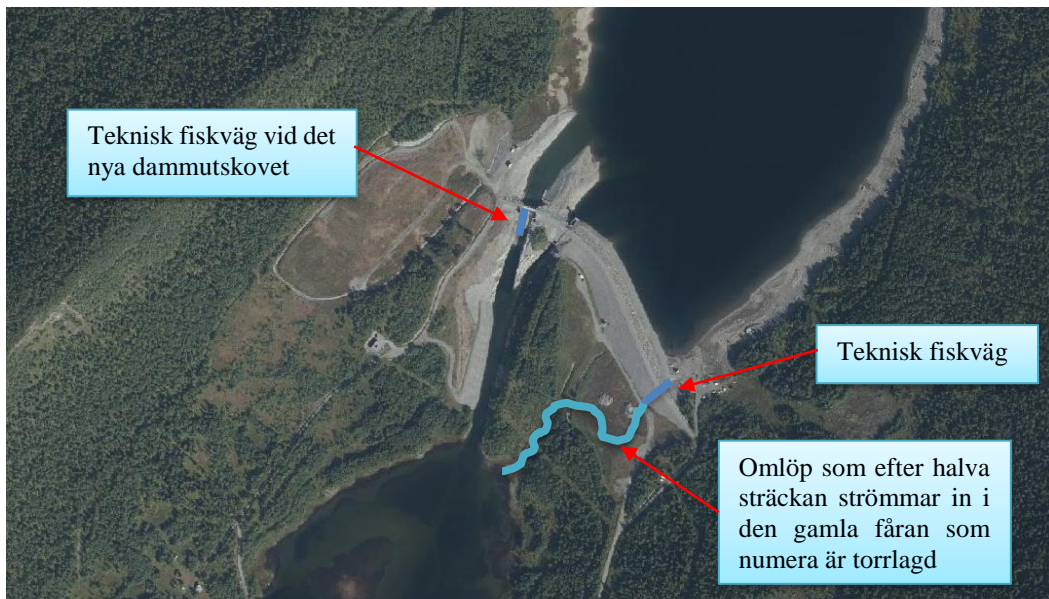 Teknisk fiskväg vid det
nya dammutskovet
Teknisk fiskväg
Omlöp som efter halva
sträckan strömmar in i
den gamla fåran som
numera är torrlagd